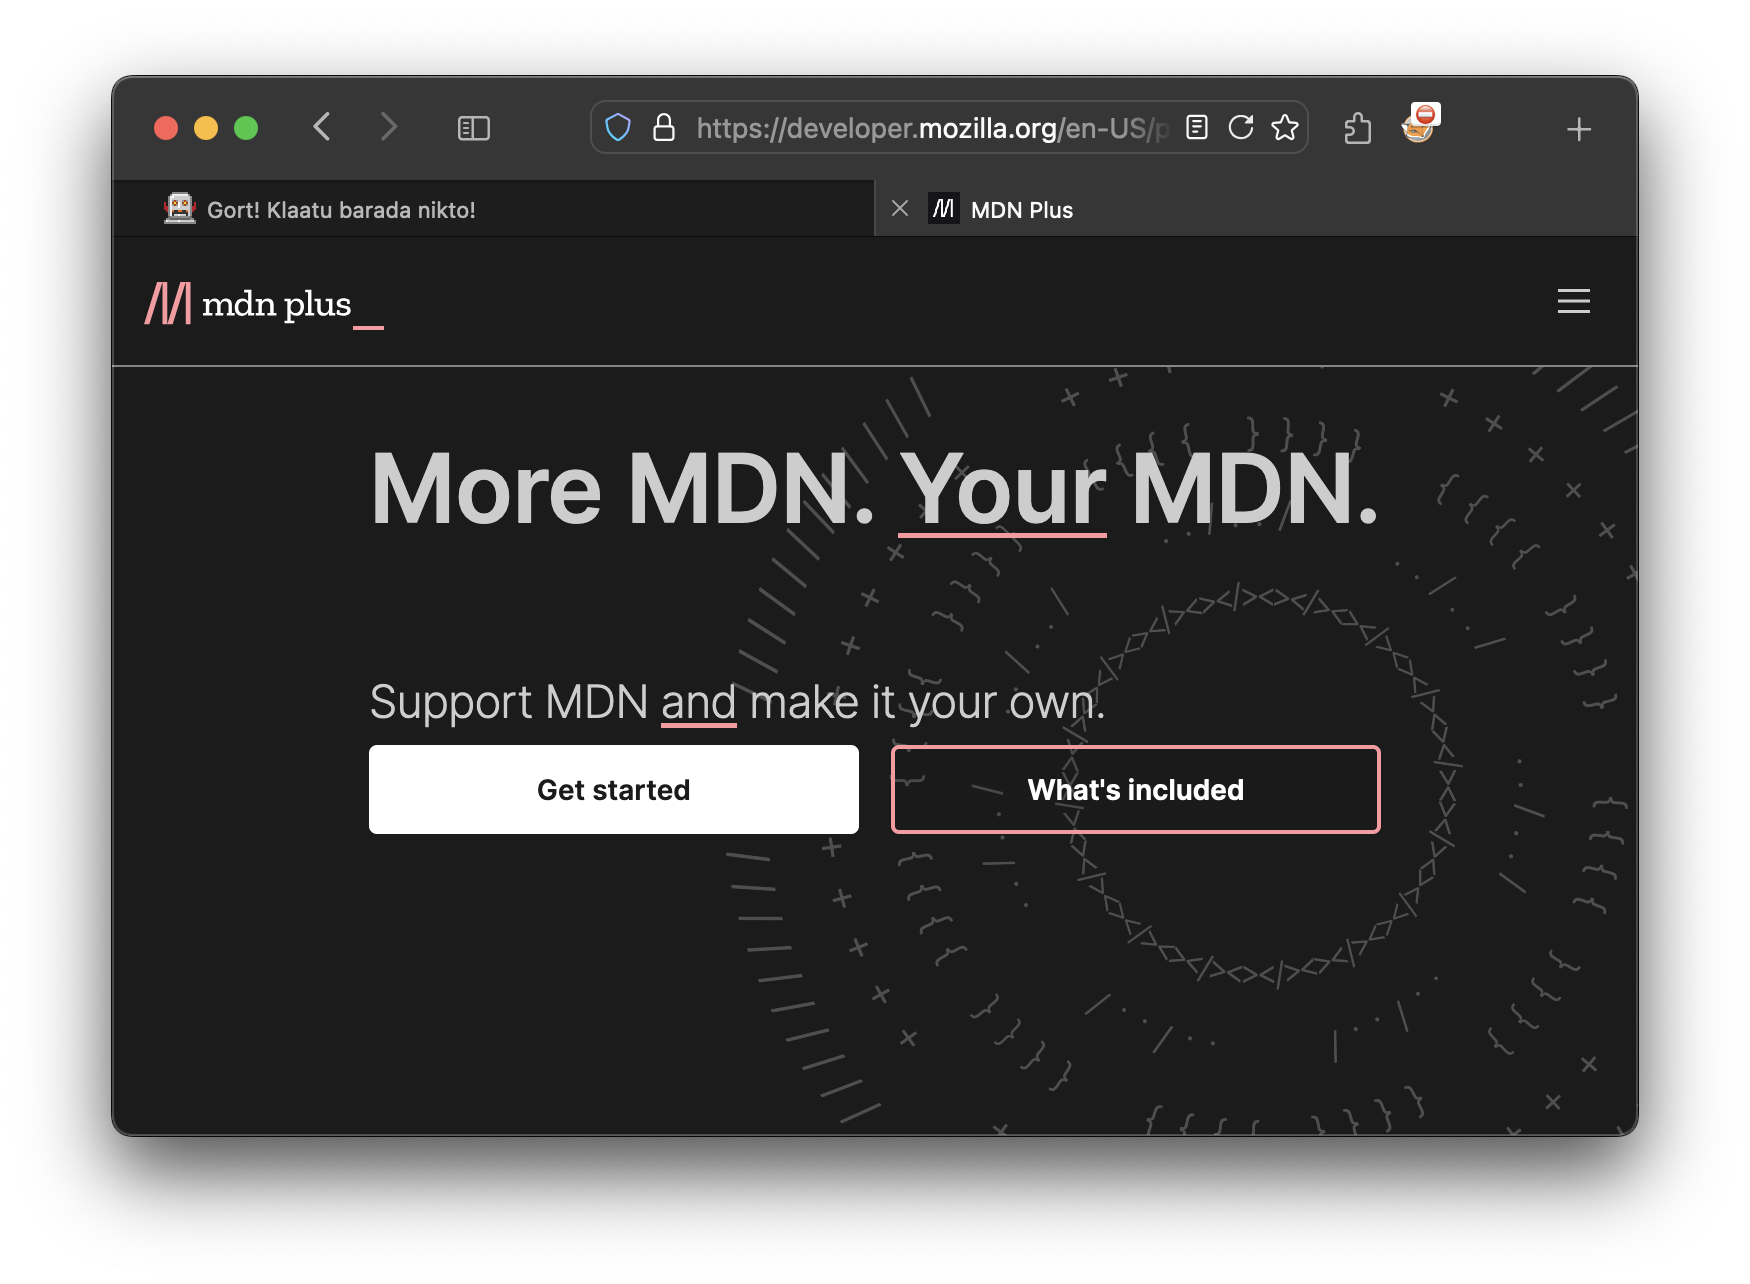 https://developer.mozilla.org/en-US/p
Gort! Klaatu barada nikto!
MDN Plus
mdn plus_
More MDN. Your MDN.
Support MDN and make it your own.
Get started
What's included